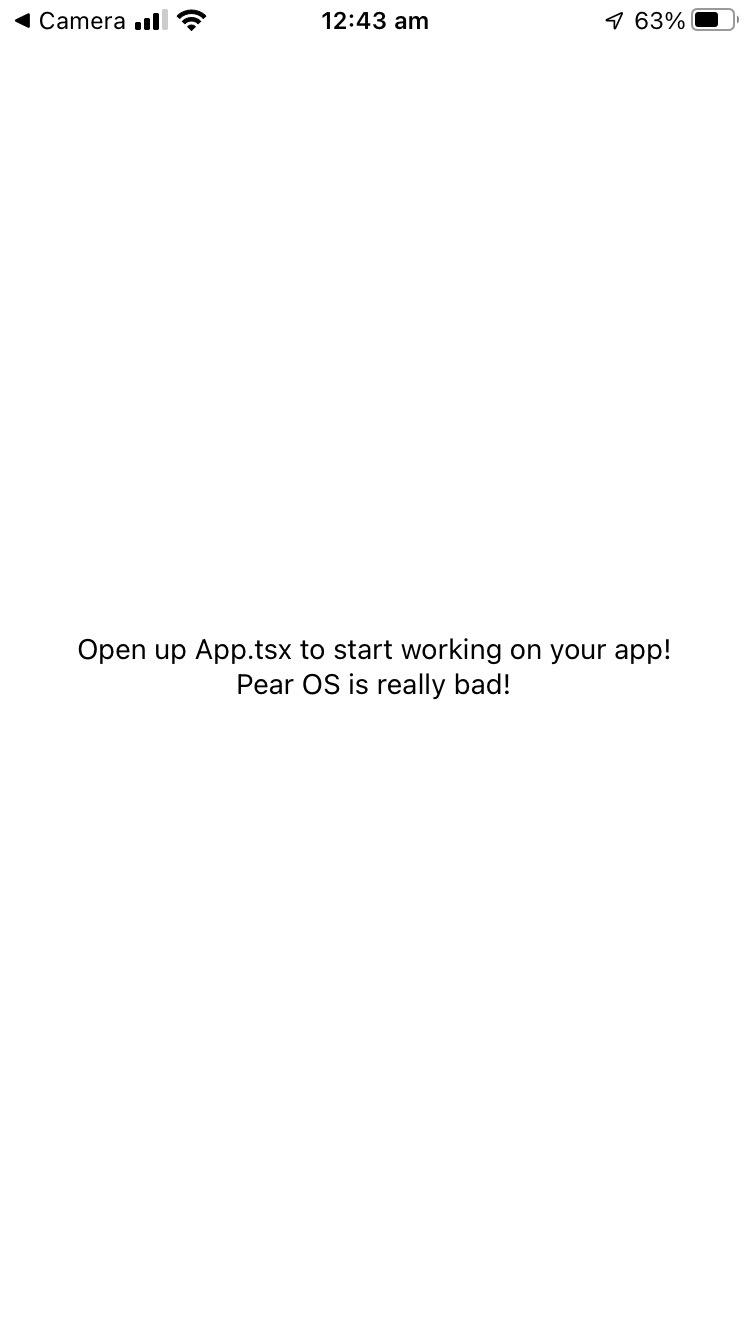 Camera 12:43 am 63%
Open up App.tsx to start working on your app!
Pear OS is really bad!